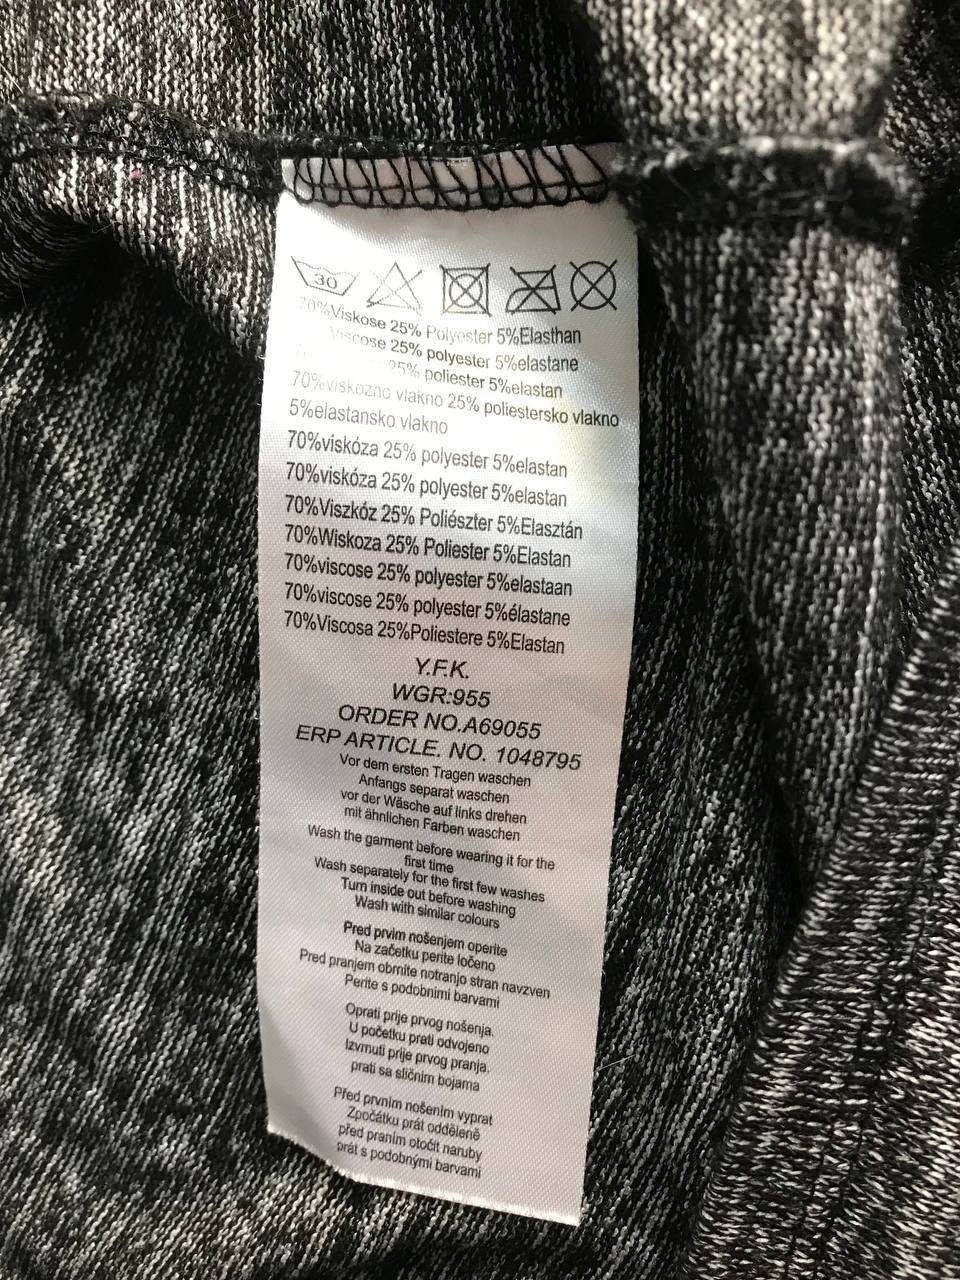 30
70%Viskose 25% Polyester 5%Elasthan
Viscose 25% polyester 5%elastane
25% poliester 5%elastan
70%viskozno vlakno 25% poliestersko vlakno
5%elastansko vlakno
70%viskóza 25% polyester 5%elastan
70%viskóza 25% polyester 5%elastan
70%Viszkóz 25% Poliészter 5%Elasztán
70%Wiskoza 25% Poliester 5%Elastan
70%viscose 25% polyester 5%elastaan
70%viscose 25% polyester 5%élastane
70%Viscosa 25%Poliestere 5%Elastan
Y.F.K.
WGR:955
ORDER NO.A69055
ERP ARTICLE. NO. 1048795
Vor dem ersten Tragen waschen
Anfangs separat waschen
vor der Wäsche auf links drehen
mit ähnlichen Farben waschen
Wash the garment before wearing it for the
first time
Wash separately for the first few washes
Turn inside out before washing
Wash with similar colours
Pred prvim nošenjem operite
Na začetku perite ločeno
Pred pranjem obrnite notranjo stran navzven
Perite s podobnimi barvami
Oprati prije prvog nošenja.
U početku prati odvojeno
Izvrnuti prije prvog pranja.
prati sa sličnim bojama
Před prvním nošením vyprat
Zpočátku prát odděleně
před praním otočit naruby
prát s podobnými barvami